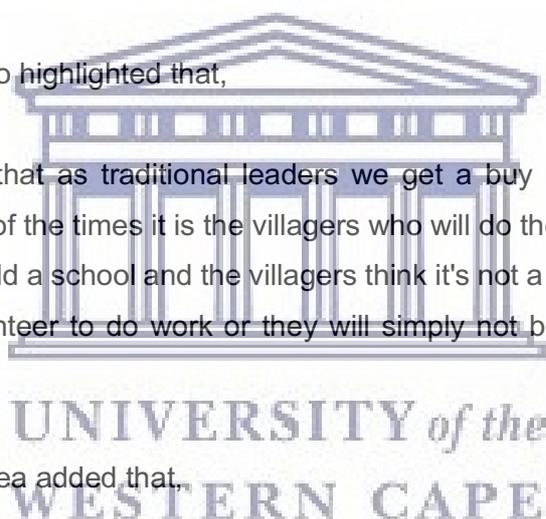 o highlighted that,
that as traditional leaders we get a buy
of the times it is the villagers who will do the
ld a school and the villagers think it's not a
nteer to do work or they will simply not b
UNIVERSITY of the
ea added that,
WESTERN CAPE